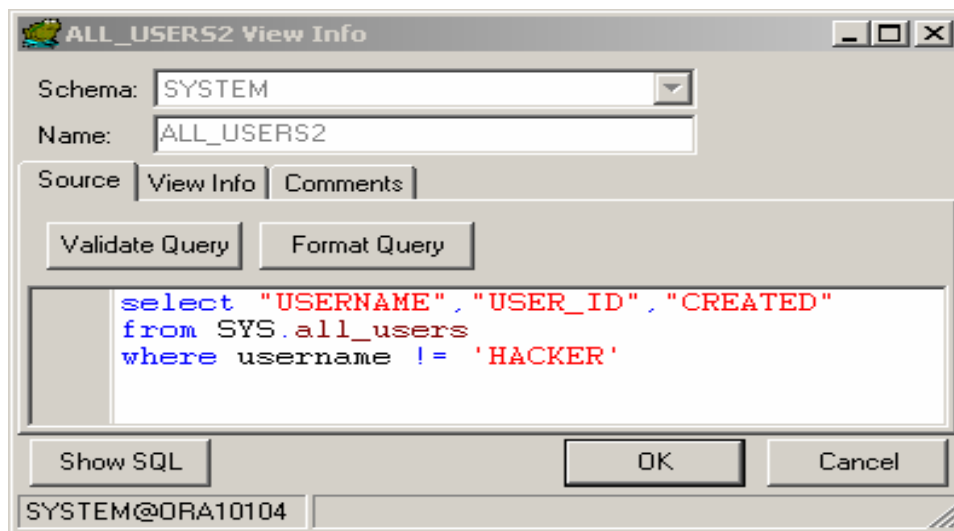 ALL_USERS2 View Info
Schema: SYSTEM
Name: ALL_USERS2
Source View Info Comments
Validate Query Format Query
select "USERNAME","USER_ID","CREATED"
from SYS.all_users
where username != 'HACKER'
Show SQL OK Cancel
SYSTEM@ORA10104